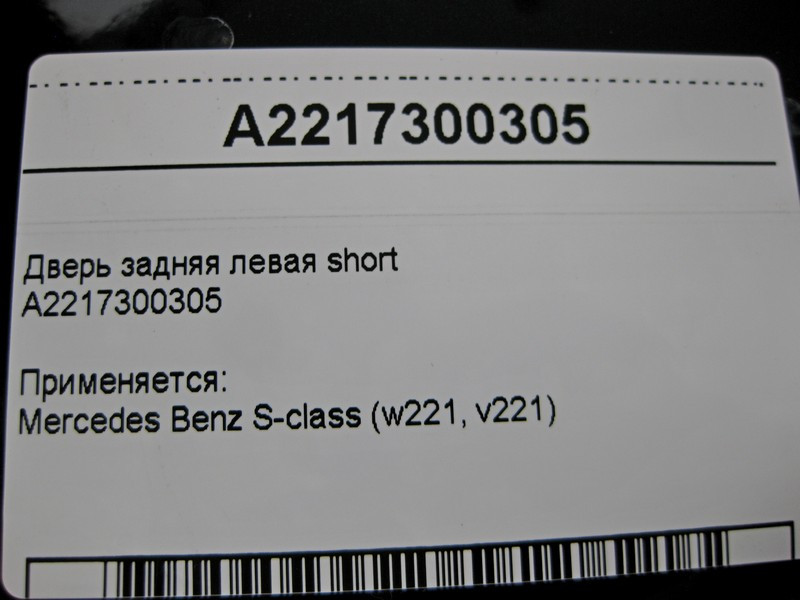 A2217300305
Дверь задняя левая short
A2217300305
Применяется:
Mercedes Benz S-class (w221, v221)